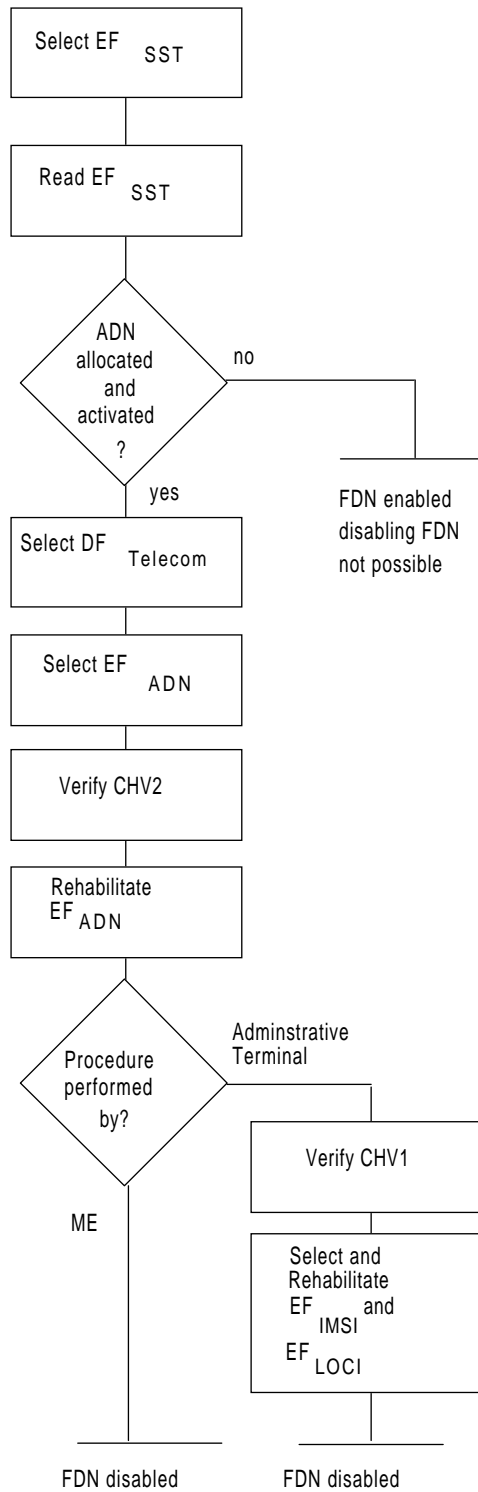 Select EF SST
Read EF SST
ADN
allocated
and
activated
?
no
yes
FDN enabled
disabling FDN
not possible
Select DF Telecom
Select EF ADN
Verify CHV2
Rehabilitate
EF ADN
Procedure
performed
by?
Adminstrative
Terminal
ME
Verify CHV1
Select and
Rehabilitate
EF IMSI and
EF LOCI
FDN disabled
FDN disabled